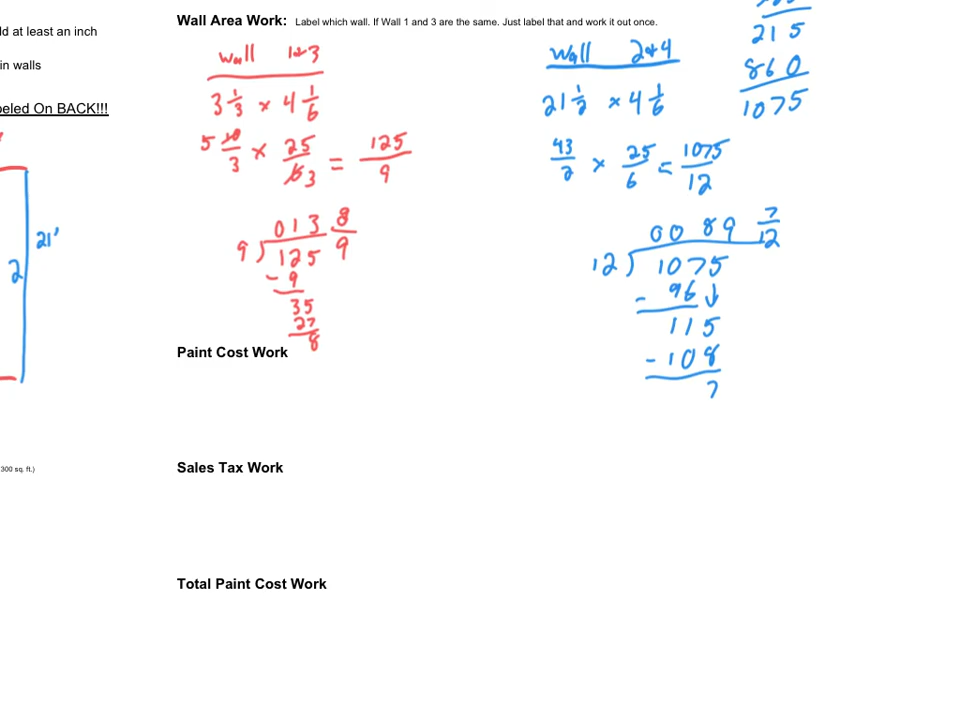 ld at least an inch
in walls
eled On BACK!!!
21'
2
300 sq. ft.)
Wall Area Work: Label which wall. If Wall 1 and 3 are the same. Just label that and work it out once.
Wall 1+3
3 1/3 × 4 1/6
5 10/3 × 25/6 3 = 125/9
013 8/9
9 ) 125
- 9
35
27
8
Wall 2+4
21 1/2 × 4 1/6
43/2 × 25/6 = 1075/12
0089 7/12
12 ) 1075
- 96 ↓
115
- 108
7
215
860
1075
Paint Cost Work
Sales Tax Work
Total Paint Cost Work